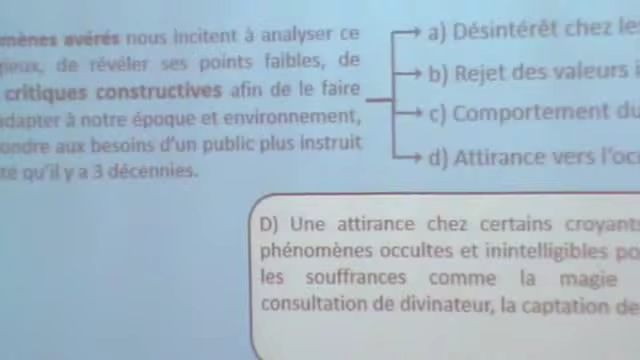 mènes avérés nous incitent à analyser ce
gieux, de révéler ses points faibles, de
critiques constructives afin de le faire
adapter à notre époque et environnement,
ondre aux besoins d'un public plus instruit
qu'il y a 3 décennies.
a) Désintérêt chez le
b) Rejet des valeurs
c) Comportement du
d) Attirance vers l'occ
D) Une attirance chez certains croyants
phénomènes occultes et inintelligibles po
les souffrances comme la magie
consultation de divinateur, la captation de